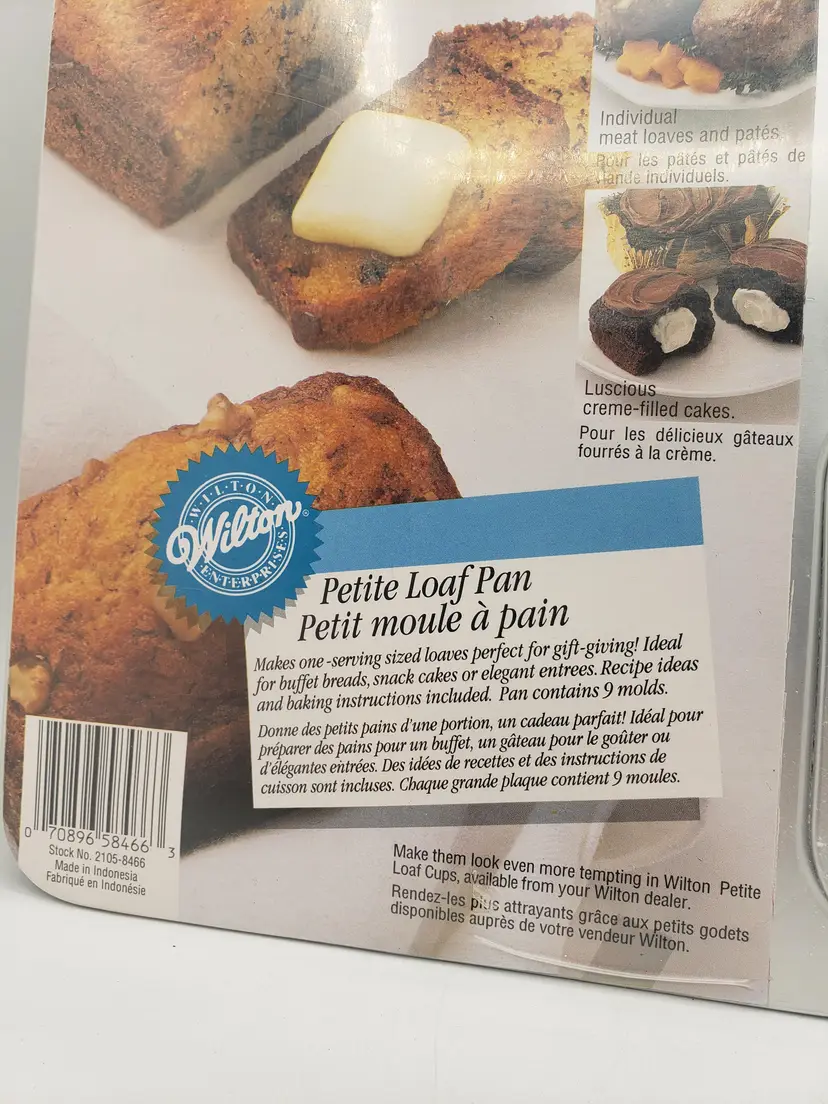 Individual
meat loaves and patés.
Pour les pâtés et pâtés de
viande individuels.
Luscious
creme-filled cakes.
Pour les délicieux gâteaux
fourrés à la crème.
WILTON
Wilton®
ENTERPRISES
Petite Loaf Pan
Petit moule à pain
Makes one-serving sized loaves perfect for gift-giving! Ideal
for buffet breads, snack cakes or elegant entrees. Recipe ideas
and baking instructions included. Pan contains 9 molds.
Donne des petits pains d'une portion, un cadeau parfait! Idéal pour
préparer des pains pour un buffet, un gâteau pour le goûter ou
d'élégantes entrées. Des idées de recettes et des instructions de
cuisson sont incluses. Chaque grande plaque contient 9 moules.
0 70896 58466 3
Stock No. 2105-8466
Made in Indonesia
Fabriqué en Indonésie
Make them look even more tempting in Wilton Petite
Loaf Cups, available from your Wilton dealer.
Rendez-les plus attrayants grâce aux petits godets
disponibles auprès de votre vendeur Wilton.